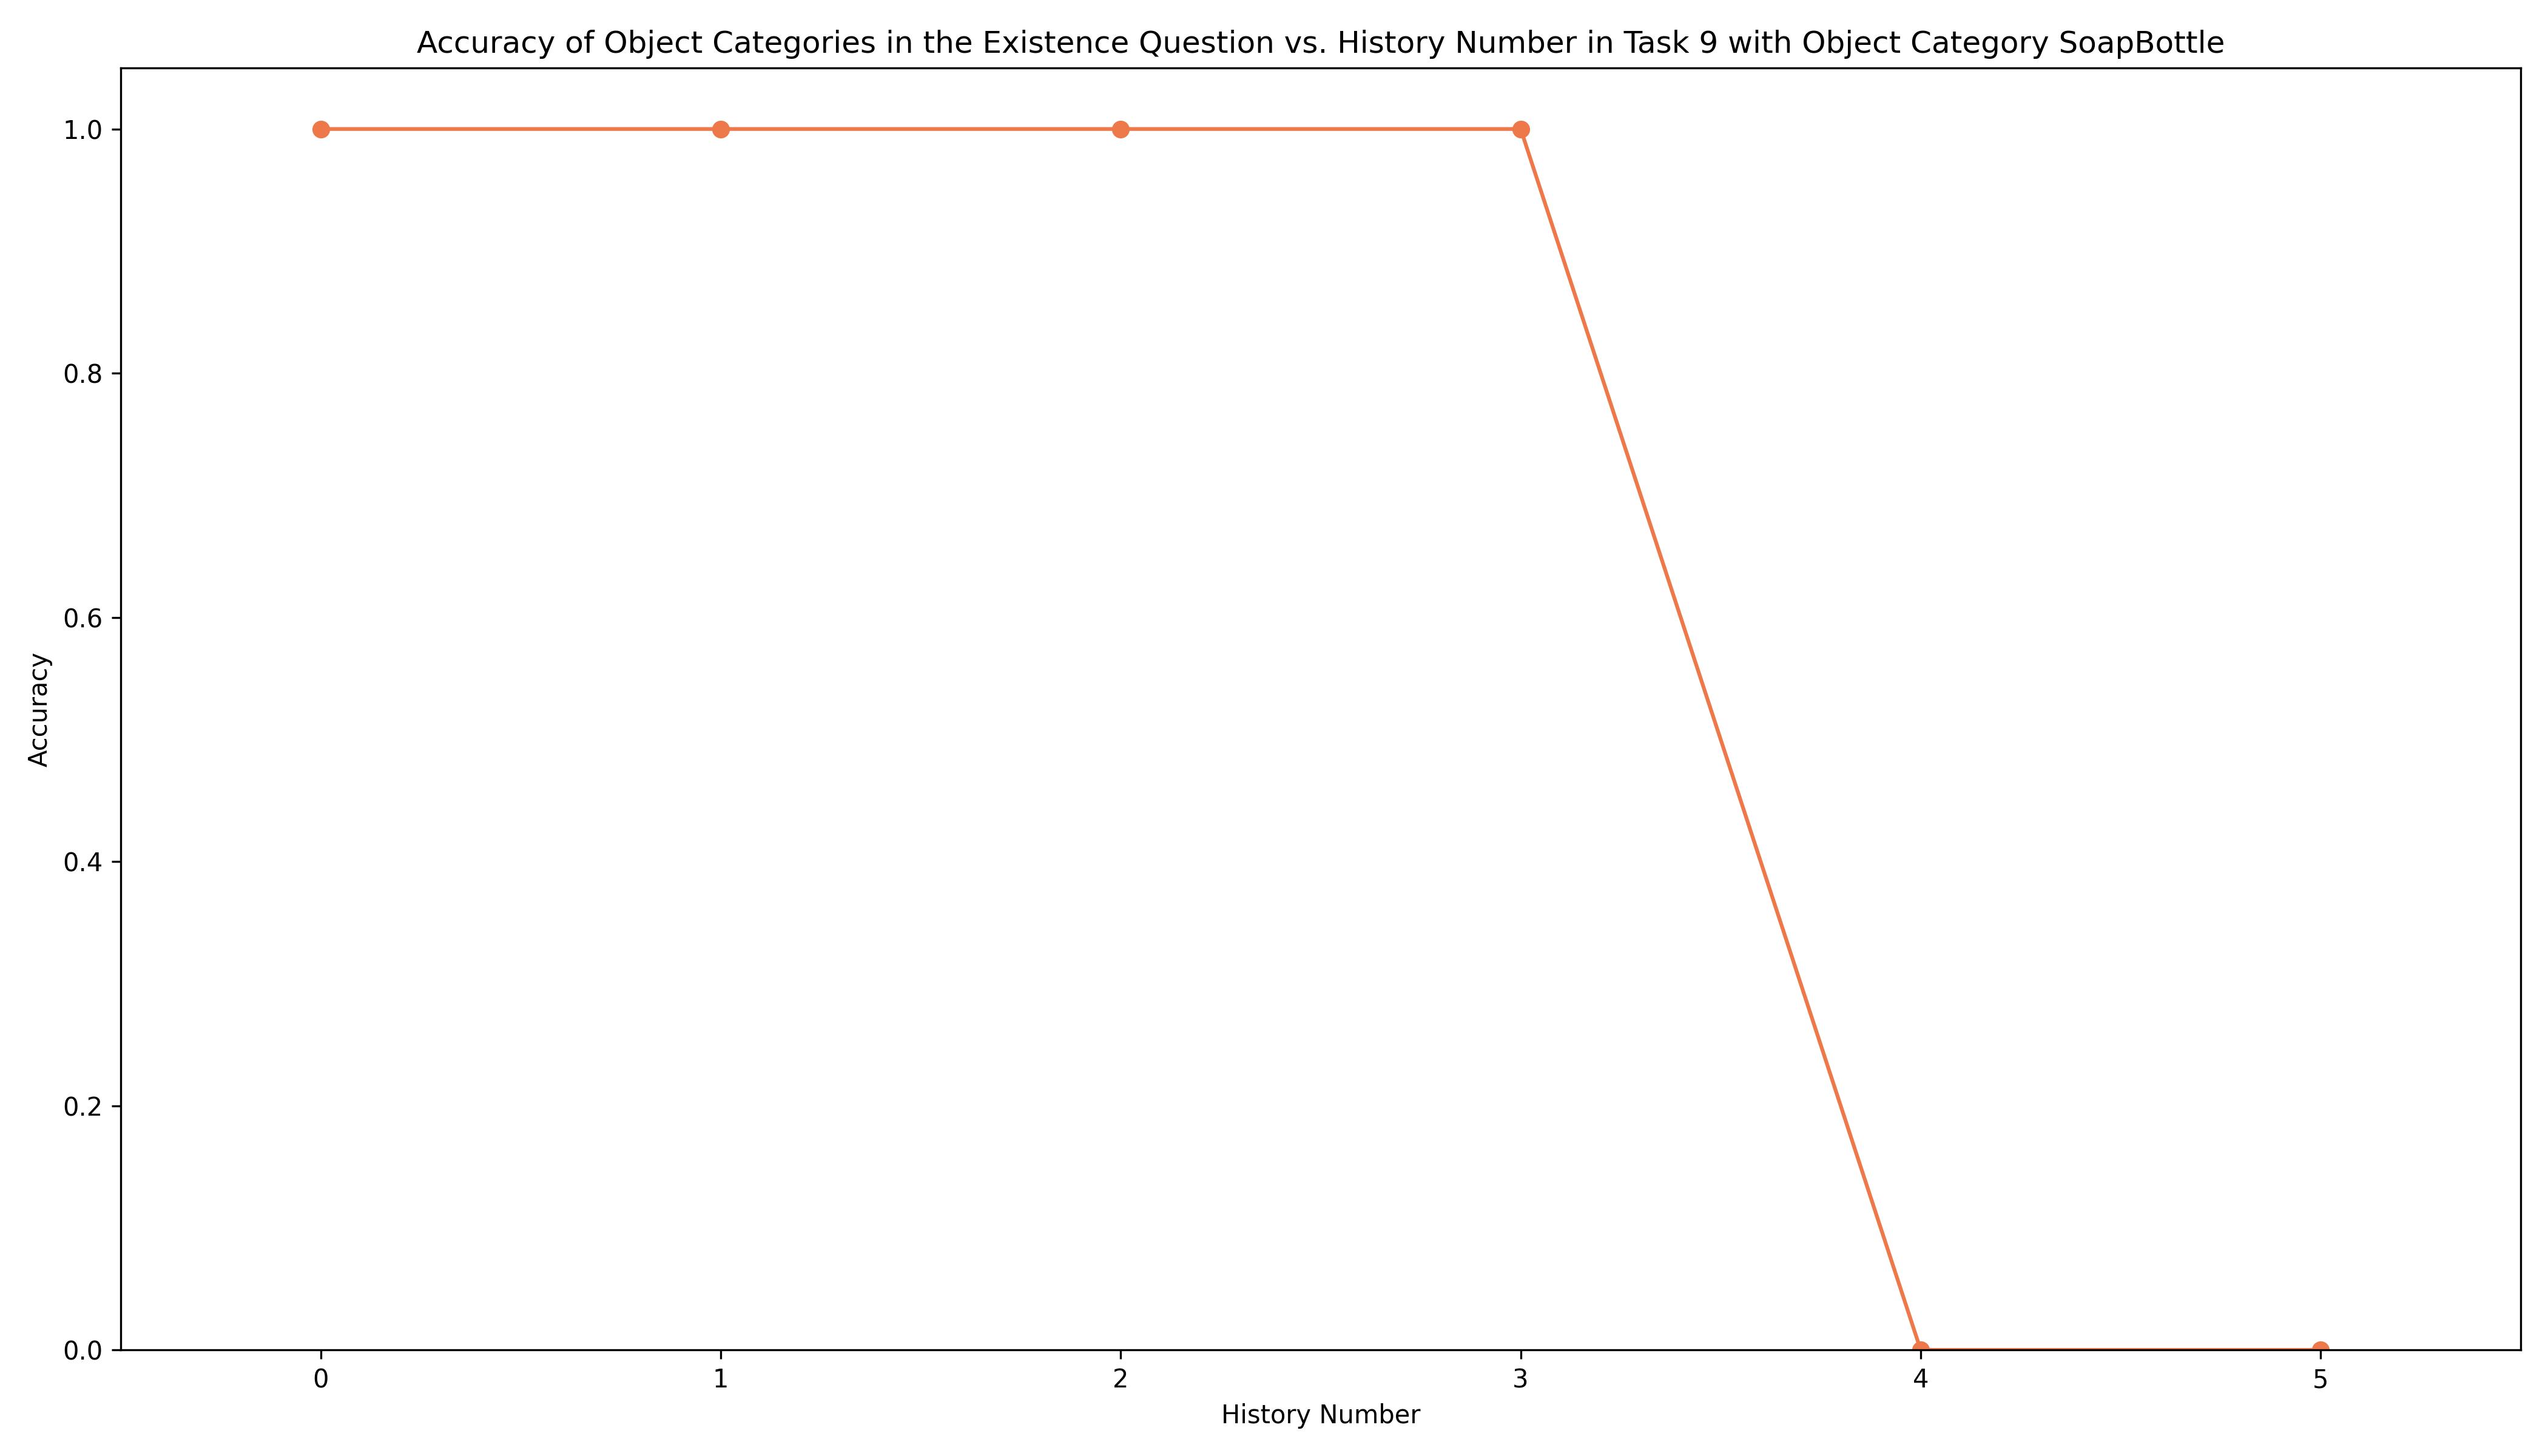 Accuracy of Object Categories in the Existence Question vs. History Number in Task 9 with Object Category SoapBottle
1.0
0.8
0.6
0.4
0.2
0.0
Accuracy
0 1 2 3 4 5
History Number